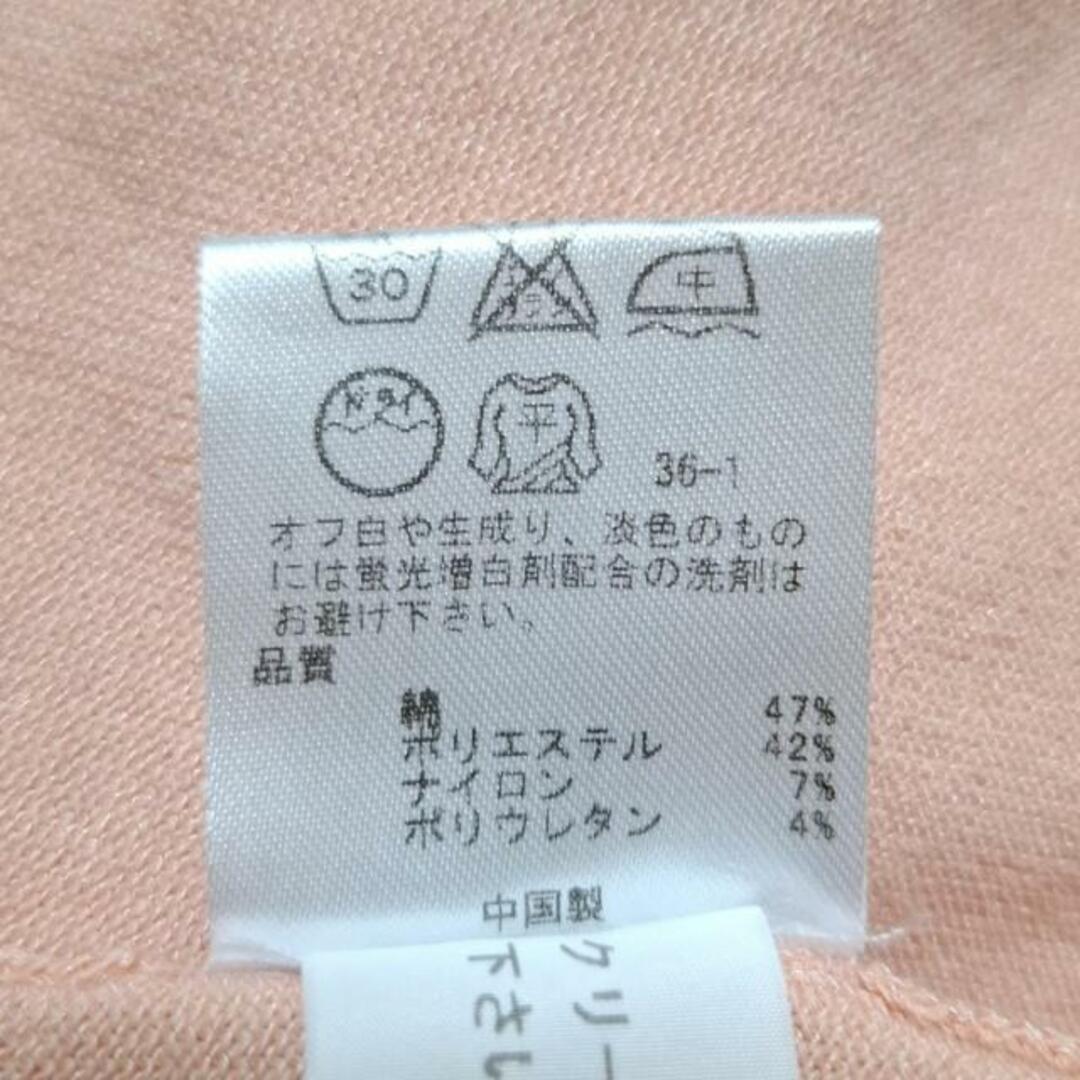 30
中
ドライ
平
36-1
オフ白や生成り、淡色のもの
には蛍光増白剤配合の洗剤は
お避け下さい。
品質
綿 47%
ポリエステル 42%
ナイロン 7%
ポリウレタン 4%
中国製
クリー
下さい